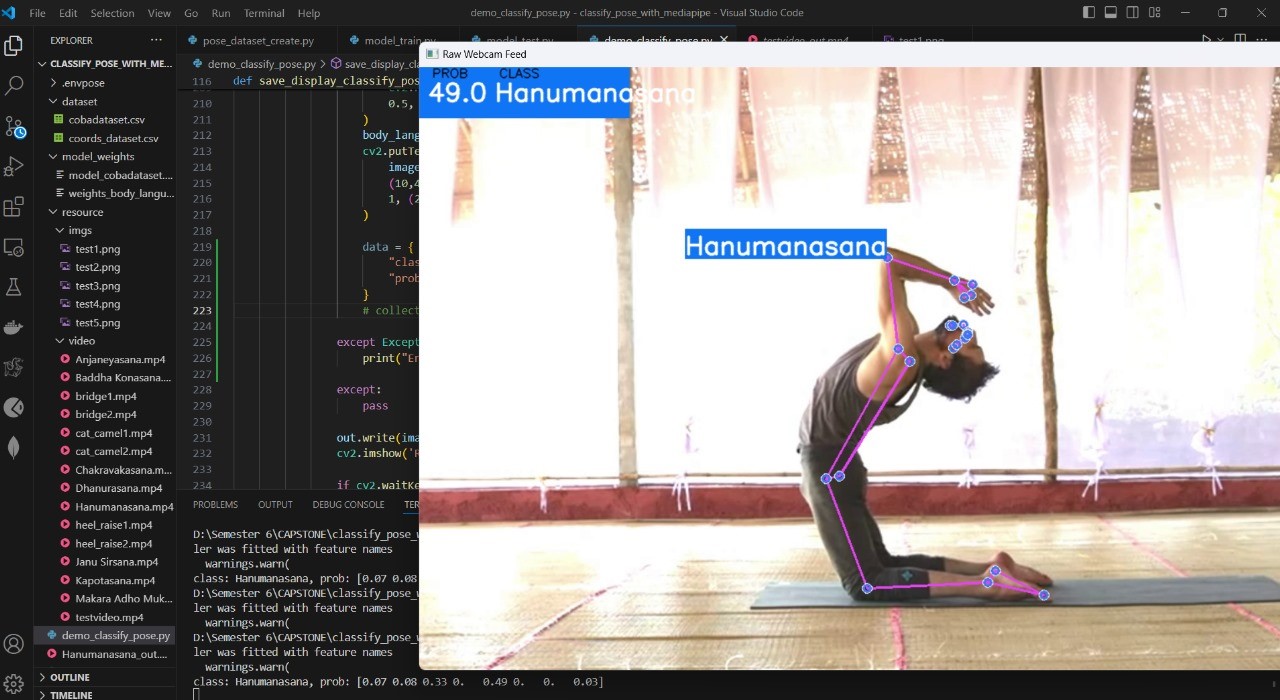 File Edit Selection View Go Run Terminal Help
demo_classify_pose.py - classify_pose_with_mediapipe - Visual Studio Code
EXPLORER
pose_dataset_create.py
model_train.py
model_test.py
demo_classify_pose.py
testvideo_out.mp4
test1.png
CLASSIFY_POSE_WITH_ME...
.envpose
dataset
cobadataset.csv
coords_dataset.csv
model_weights
model_cobadataset....
weights_body_langu...
resource
imgs
test1.png
test2.png
test3.png
test4.png
test5.png
video
Anjaneyasana.mp4
Baddha Konasana....
bridge1.mp4
bridge2.mp4
cat_camel1.mp4
cat_camel2.mp4
Chakravakasana.m...
Dhanurasana.mp4
Hanumanasana.mp4
heel_raise1.mp4
heel_raise2.mp4
Janu Sirsana.mp4
Kapotasana.mp4
Makara Adho Muk...
testvideo.mp4
demo_classify_pose.py
Hanumanasana_out....
OUTLINE
TIMELINE
demo_classify_pose.py > save_display_cla
116 def save_display_classify_pos
210 0.5,
211 )
212 body_lang
213 cv2.putTe
214 image
215 (10,4
216 1, (2
217 )
218
219 data = {
220 "clas
221 "prob
222 }
223 # collect
224
225 except Except
226 print("Er
227
228 except:
229 pass
230
231 out.write(ima
232 cv2.imshow('R
233
234 if cv2.waitKe
PROBLEMS OUTPUT DEBUG CONSOLE TER
D:\Semester 6\CAPSTONE\classify_pose_w
ler was fitted with feature names
warnings.warn(
class: Hanumanasana, prob: [0.07 0.08
D:\Semester 6\CAPSTONE\classify_pose_w
ler was fitted with feature names
warnings.warn(
D:\Semester 6\CAPSTONE\classify_pose_w
ler was fitted with feature names
warnings.warn(
class: Hanumanasana, prob: [0.07 0.08 0.33 0. 0.49 0. 0. 0.03]
Raw Webcam Feed
PROB CLASS
49.0 Hanumanasana
Hanumanasana